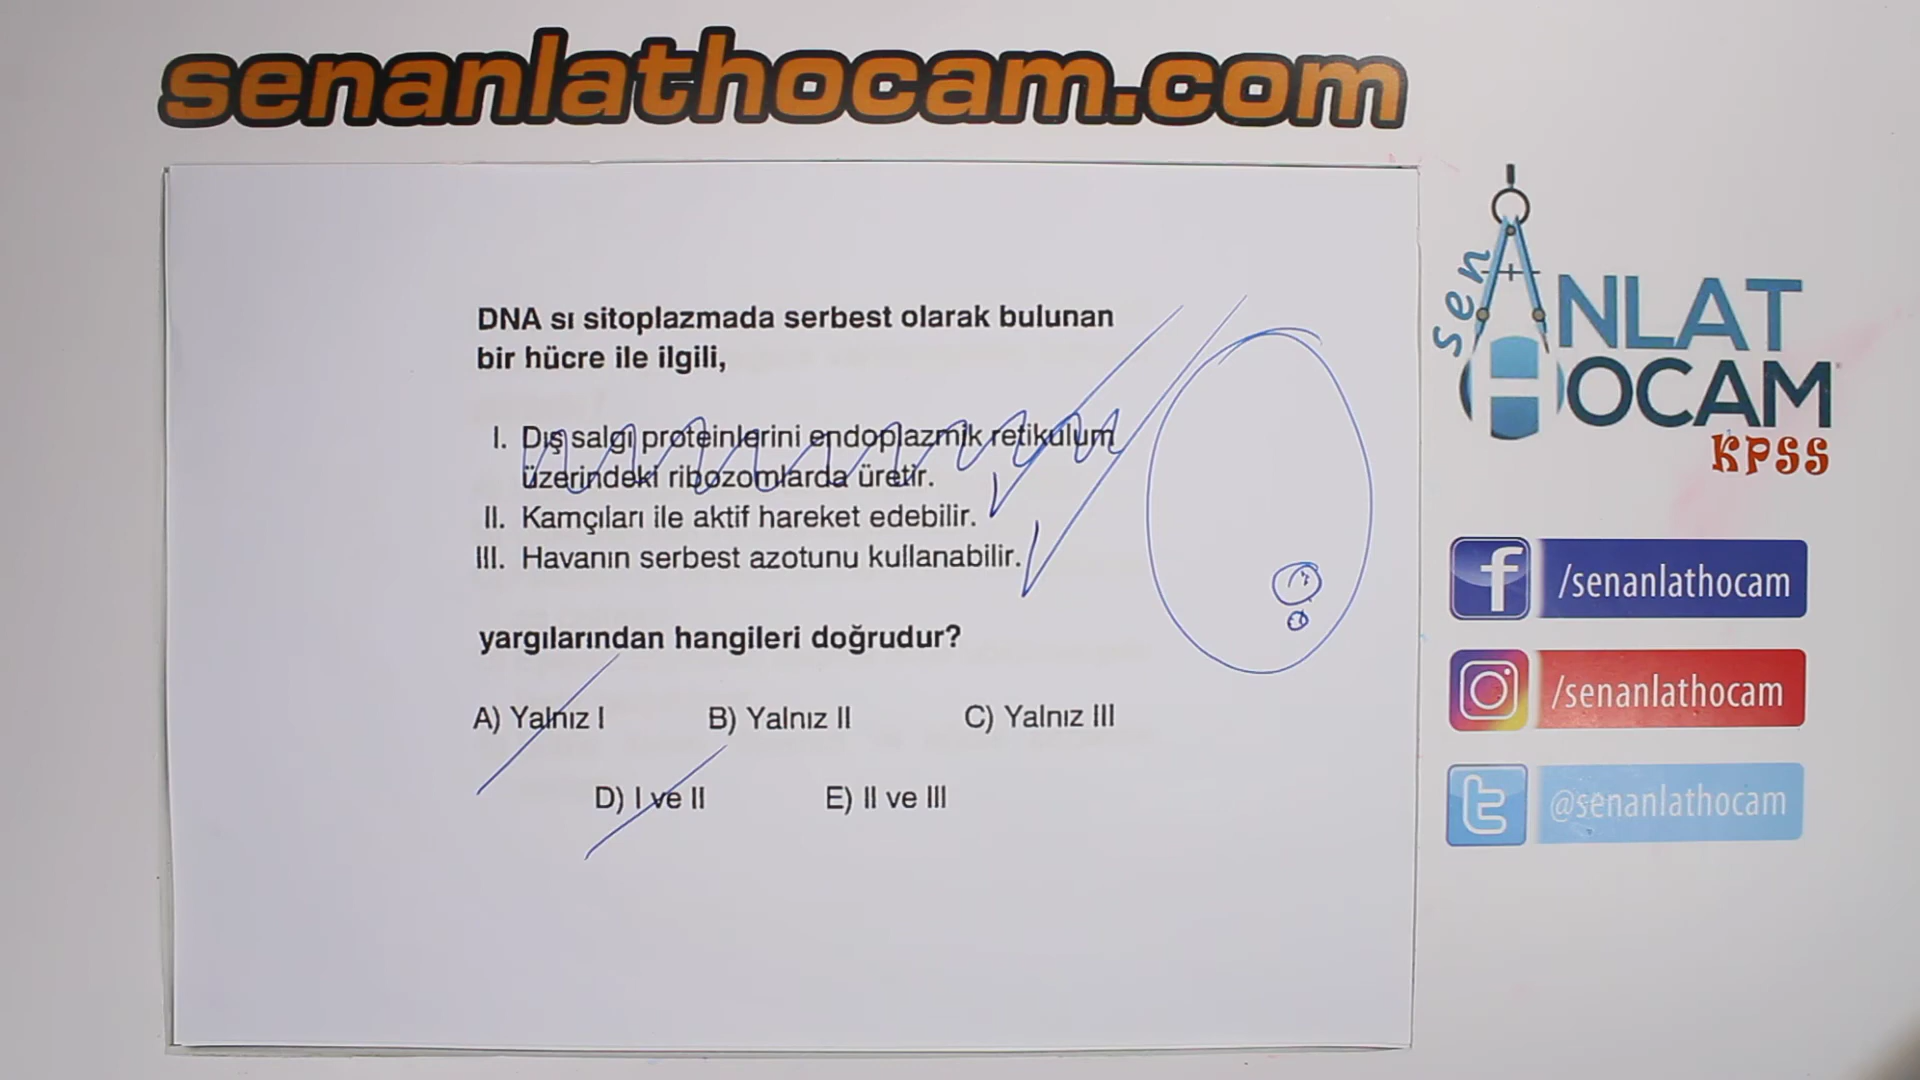 senanlathocam.com
DNA sı sitoplazmada serbest olarak bulunan
bir hücre ile ilgili,
I. Dış salgı proteinlerini endoplazmik retikulum
üzerindeki ribozomlarda üretir.
II. Kamçıları ile aktif hareket edebilir.
III. Havanın serbest azotunu kullanabilir.
yargılarından hangileri doğrudur?
A) Yalnız I B) Yalnız II C) Yalnız III
D) I ve II E) II ve III
sen
ANLAT
HOCAM
KPSS
f /senanlathocam
/senanlathocam
t @senanlathocam